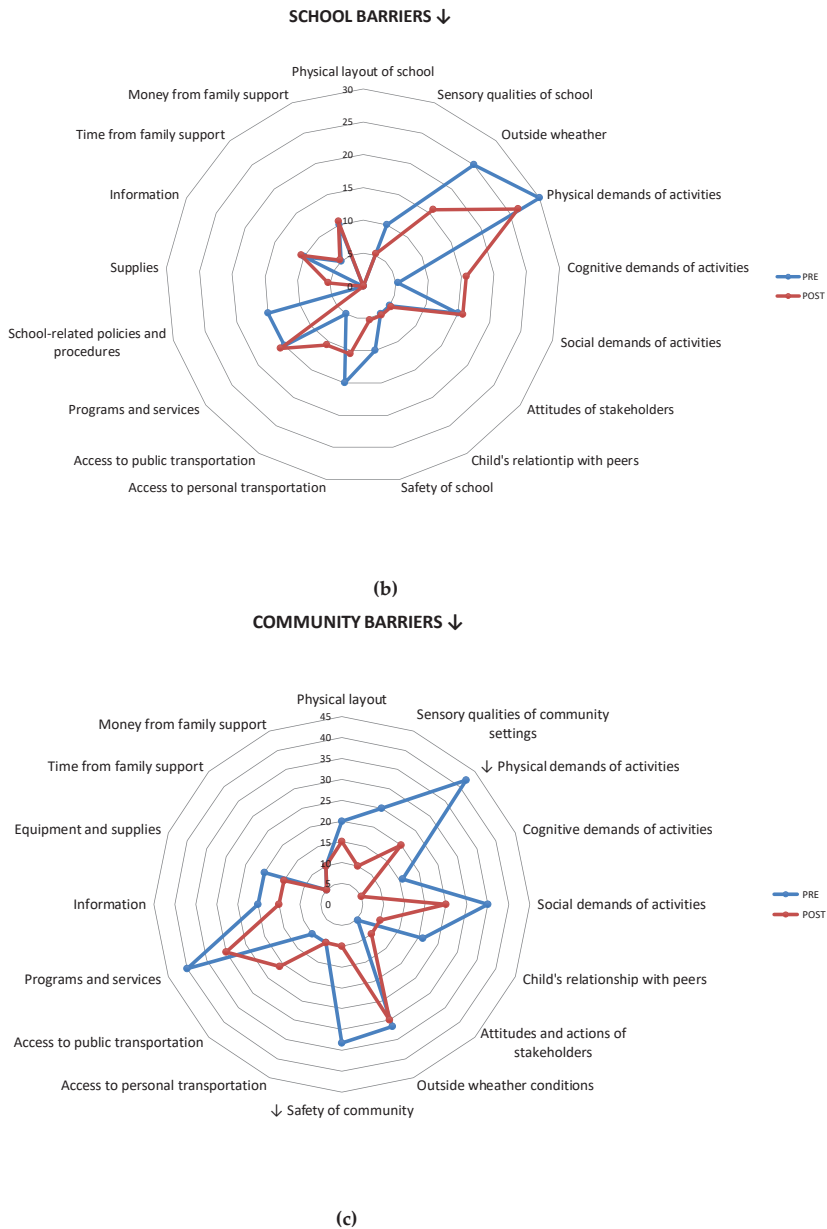 SCHOOL BARRIERS ↓
Physical layout of school
Money from family support
Sensory qualities of school
Time from family support
Outside wheather
Information
Physical demands of activities
Supplies
Cognitive demands of activities
School-related policies and
procedures
Social demands of activities
Programs and services
Attitudes of stakeholders
Access to public transportation
Child's relationtip with peers
Access to personal transportation
Safety of school
30
25
20
15
10
5
0
PRE
POST
(b)
COMMUNITY BARRIERS ↓
Physical layout
Money from family support
Sensory qualities of community
settings
Time from family support
↓ Physical demands of activities
Equipment and supplies
Cognitive demands of activities
Information
Social demands of activities
Programs and services
Child's relationship with peers
Access to public transportation
Attitudes and actions of
stakeholders
Access to personal transportation
Outside wheather conditions
↓ Safety of community
45
40
35
30
25
20
15
10
5
0
PRE
POST
(c)